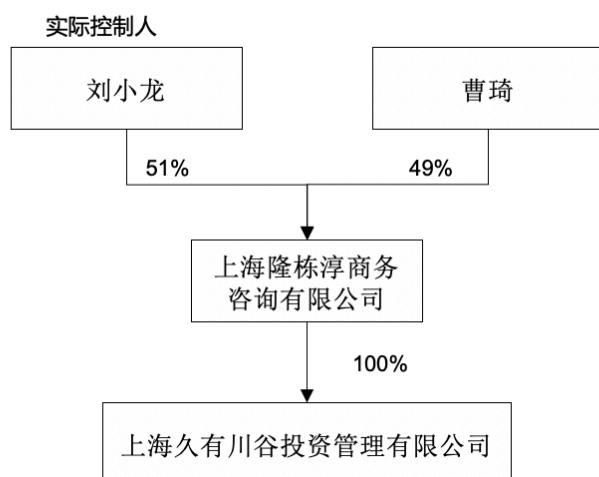 实际控制人
刘小龙
曹琦
51%
49%
上海隆栋淳商务
咨询有限公司
100%
上海久有川谷投资管理有限公司